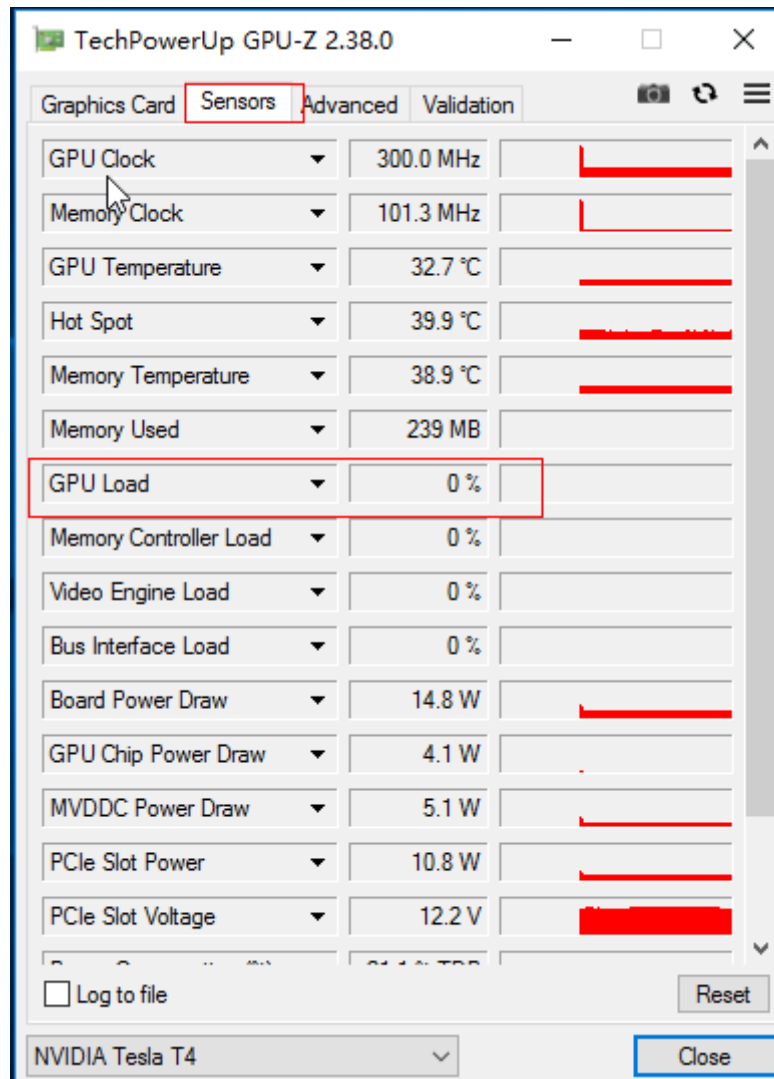 TechPowerUp GPU-Z 2.38.0
Graphics Card Sensors Advanced Validation
GPU Clock 300.0 MHz
Memory Clock 101.3 MHz
GPU Temperature 32.7 °C
Hot Spot 39.9 °C
Memory Temperature 38.9 °C
Memory Used 239 MB
GPU Load 0 %
Memory Controller Load 0 %
Video Engine Load 0 %
Bus Interface Load 0 %
Board Power Draw 14.8 W
GPU Chip Power Draw 4.1 W
MVDDC Power Draw 5.1 W
PCIe Slot Power 10.8 W
PCIe Slot Voltage 12.2 V
Log to file Reset
NVIDIA Tesla T4 Close